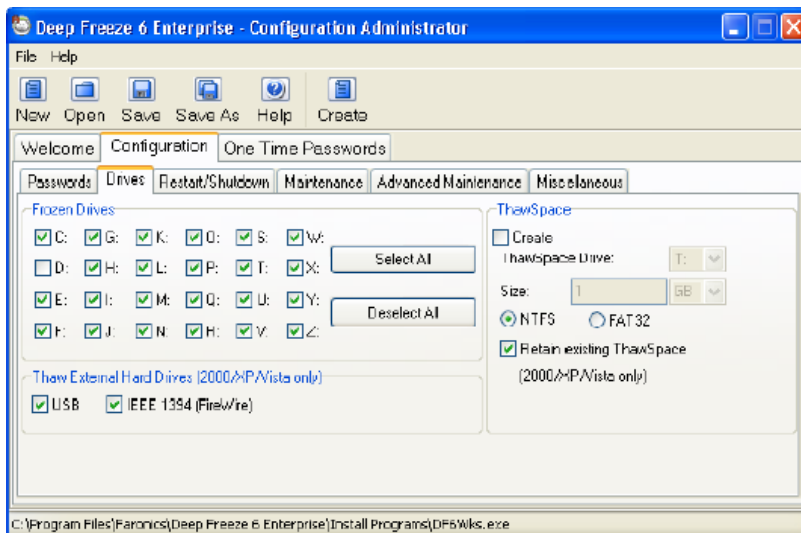 Deep Freeze 6 Enterprise - Configuration Administrator
File Help
New Open Save Save As Help Create
Welcome Configuration One Time Passwords
Passwords Drives Restart/Shutdown Maintenance Advanced Maintenance Miscellaneous
Frozen Drives
C: G: K: O: S: W:
D: H: L: P: T: X:
E: I: M: Q: U: Y:
F: J: N: R: V: Z:
Select All
Deselect All
Thaw External Hard Drives (2000/XP/Vista only)
USB IEEE 1394 (FireWire)
ThawSpace
Create
ThawSpace Drive: T:
Size: 1 GB
NTFS FAT32
Retain existing ThawSpace
(2000/XP/Vista only)
C:\Program Files\Faronics\Deep Freeze 6 Enterprise\Install Programs\DF6Wks.exe